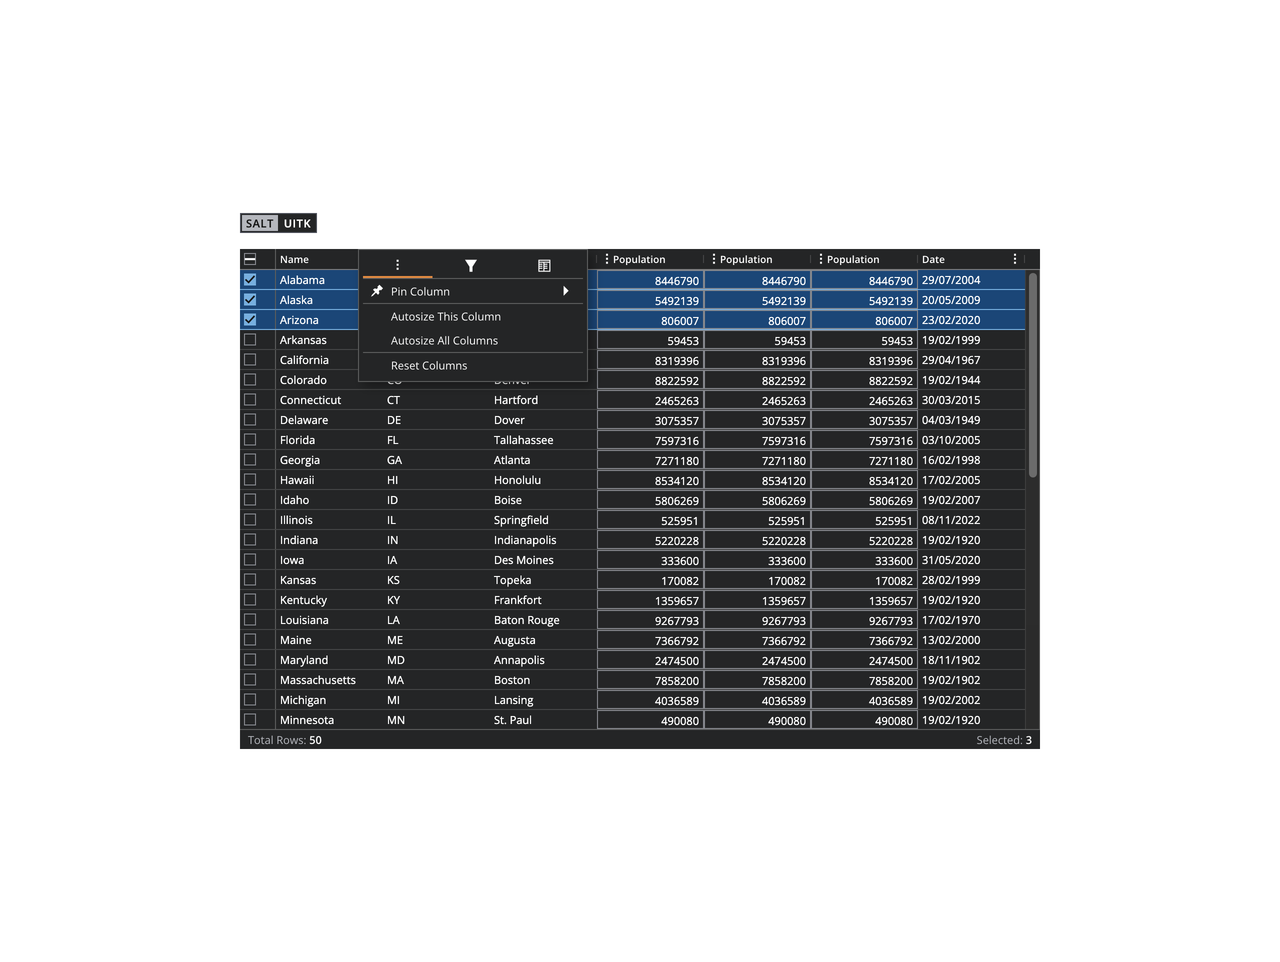 SALT UITK
Name Population Population Population Date
Pin Column
Autosize This Column
Autosize All Columns
Reset Columns
Alabama 8446790 8446790 8446790 29/07/2004
Alaska 5492139 5492139 5492139 20/05/2009
Arizona 806007 806007 806007 23/02/2020
Arkansas 59453 59453 59453 19/02/1999
California 8319396 8319396 8319396 29/04/1967
Colorado CO Denver 8822592 8822592 8822592 19/02/1944
Connecticut CT Hartford 2465263 2465263 2465263 30/03/2015
Delaware DE Dover 3075357 3075357 3075357 04/03/1949
Florida FL Tallahassee 7597316 7597316 7597316 03/10/2005
Georgia GA Atlanta 7271180 7271180 7271180 16/02/1998
Hawaii HI Honolulu 8534120 8534120 8534120 17/02/2005
Idaho ID Boise 5806269 5806269 5806269 19/02/2007
Illinois IL Springfield 525951 525951 525951 08/11/2022
Indiana IN Indianapolis 5220228 5220228 5220228 19/02/1920
Iowa IA Des Moines 333600 333600 333600 31/05/2020
Kansas KS Topeka 170082 170082 170082 28/02/1999
Kentucky KY Frankfort 1359657 1359657 1359657 19/02/1920
Louisiana LA Baton Rouge 9267793 9267793 9267793 17/02/1970
Maine ME Augusta 7366792 7366792 7366792 13/02/2000
Maryland MD Annapolis 2474500 2474500 2474500 18/11/1902
Massachusetts MA Boston 7858200 7858200 7858200 19/02/1902
Michigan MI Lansing 4036589 4036589 4036589 19/02/2002
Minnesota MN St. Paul 490080 490080 490080 19/02/1920
Total Rows: 50 Selected: 3